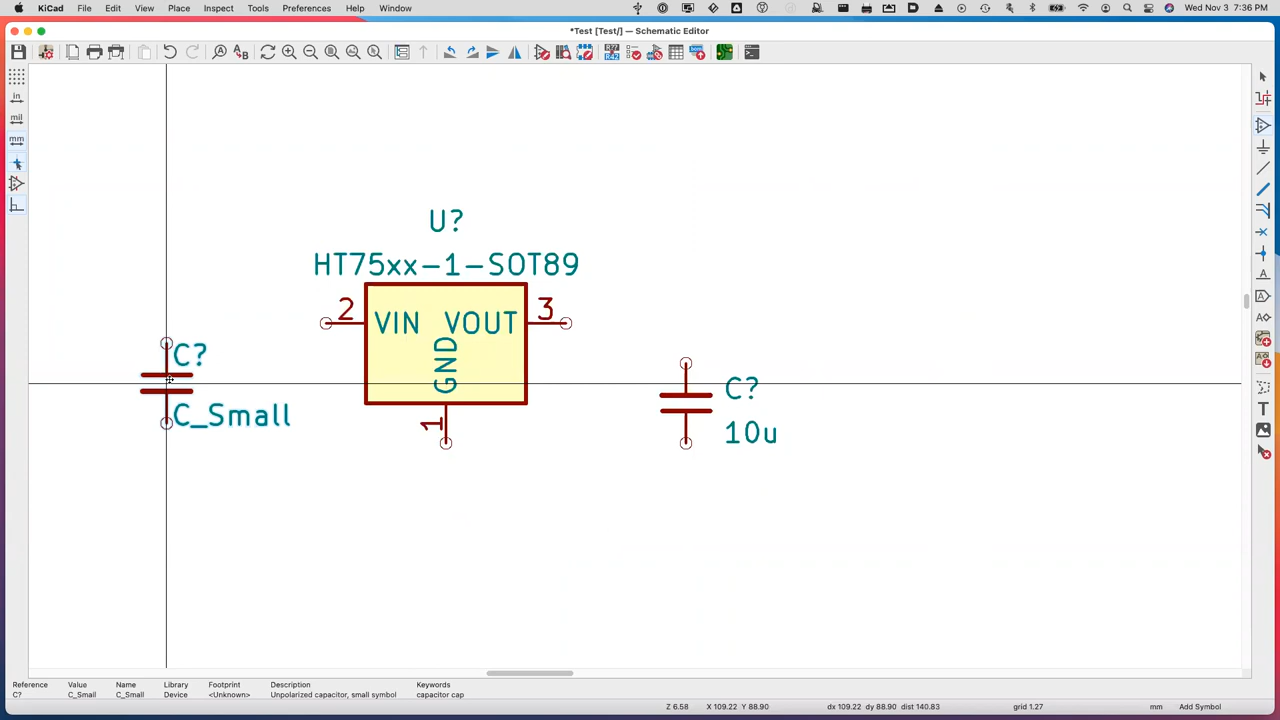 KiCad File Edit View Place Inspect Tools Preferences Help Window Wed Nov 3 7:36 PM
*Test [Test/] — Schematic Editor
in
mil
mm
U?
HT75xx-1-SOT89
2 VIN VOUT 3
GND
1
C?
C_Small
C?
10u
Reference Value Name Library Footprint Description Keywords
C? C_Small C_Small Device <Unknown> Unpolarized capacitor, small symbol capacitor cap
Z 6.58 X 109.22 Y 88.90 dx 109.22 dy 88.90 dist 140.83 grid 1.27 mm Add Symbol